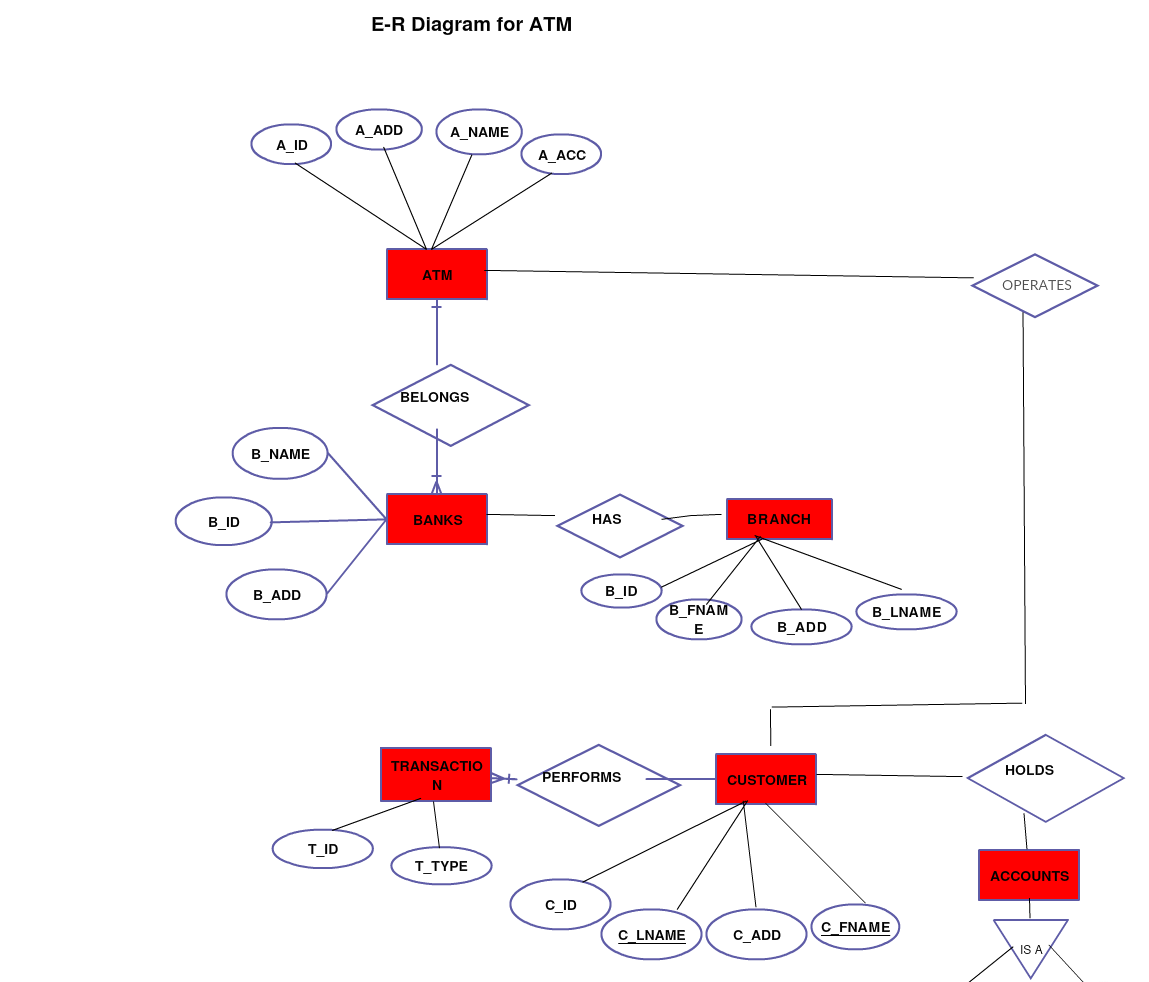 E-R Diagram for ATM
A_ID
A_ADD
A_NAME
A_ACC
ATM
OPERATES
BELONGS
B_NAME
B_ID
B_ADD
BANKS
HAS
BRANCH
B_ID
B_FNAM
E
B_ADD
B_LNAME
TRANSACTIO
N
PERFORMS
CUSTOMER
HOLDS
T_ID
T_TYPE
ACCOUNTS
C_ID
C_LNAME
C_ADD
C_FNAME
IS A